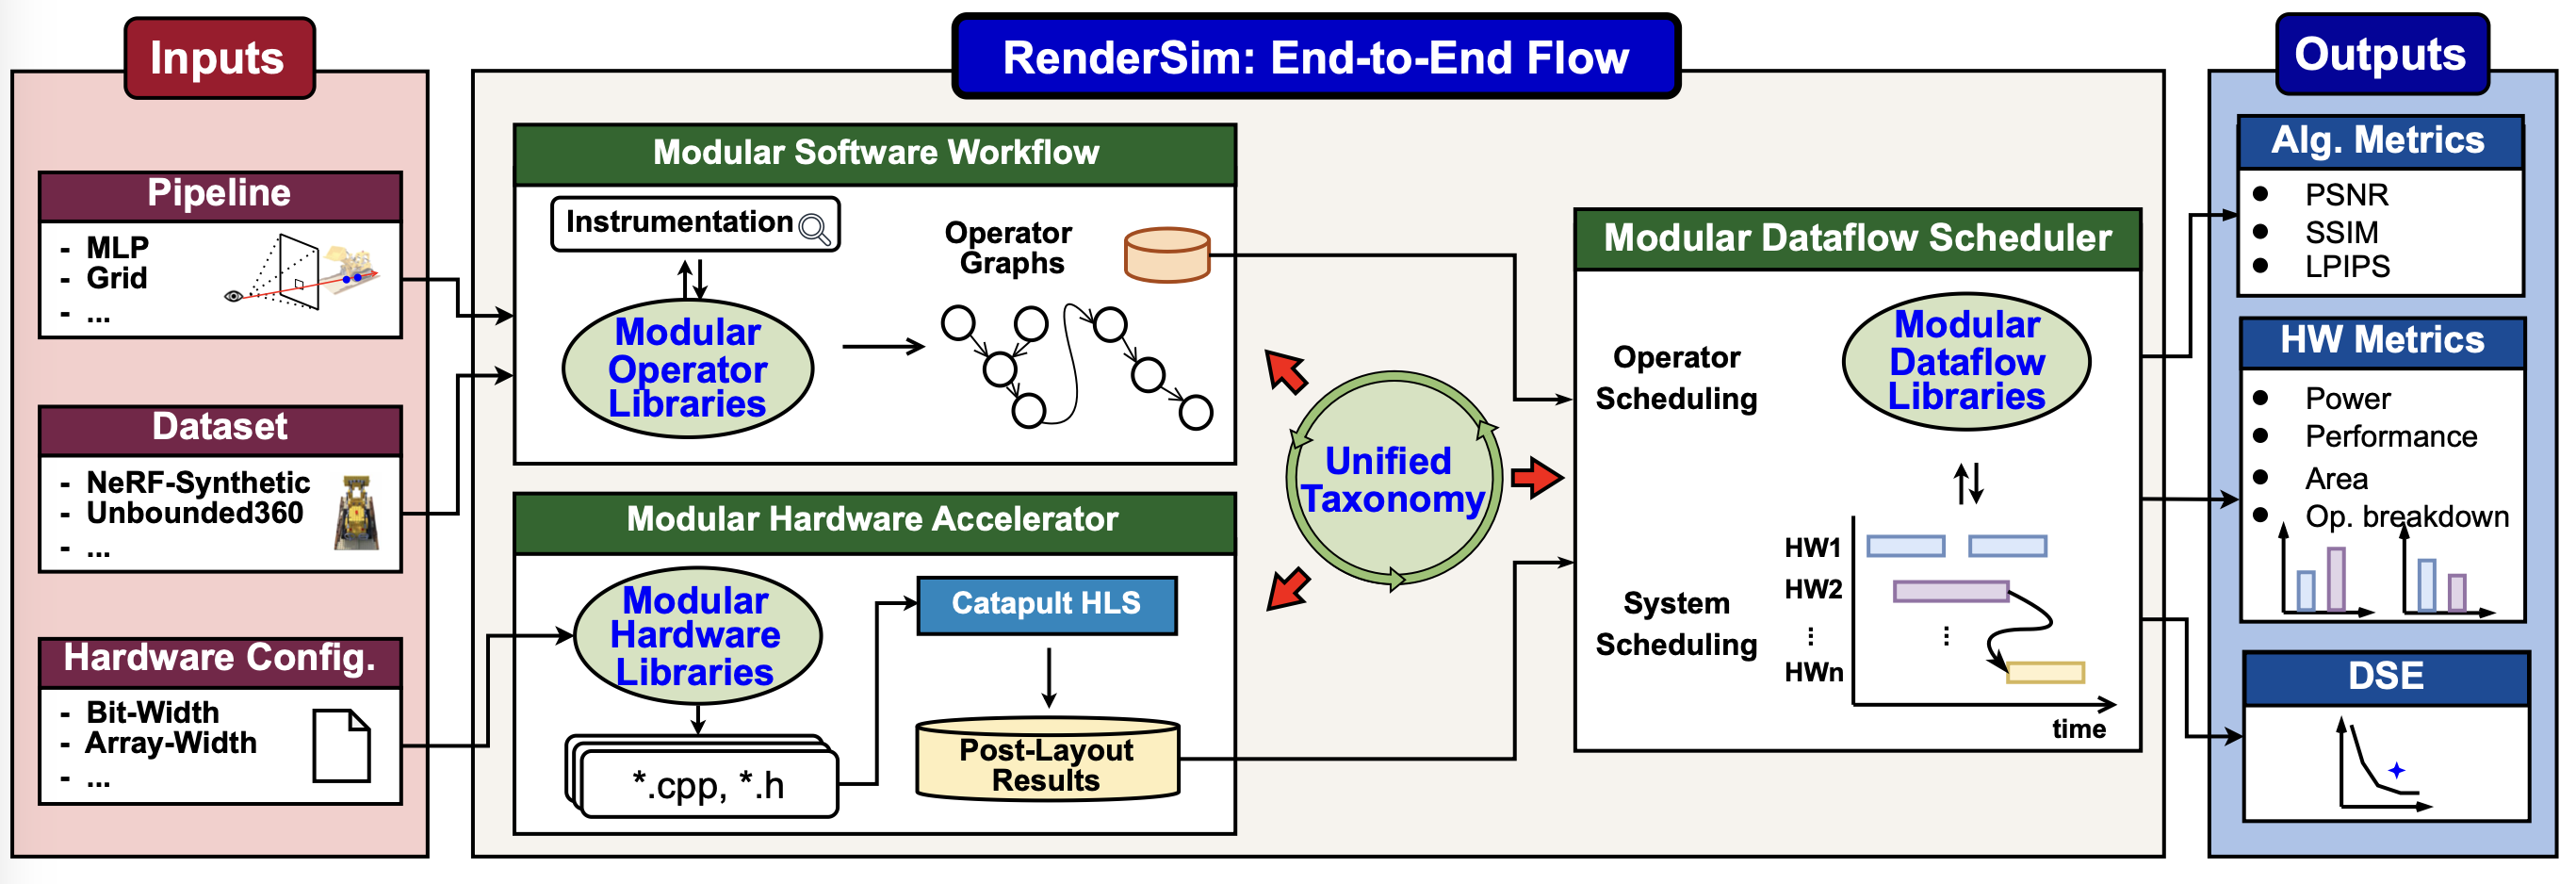 Inputs
Pipeline
- MLP
- Grid
- ...
Dataset
- NeRF-Synthetic
- Unbounded360
- ...
Hardware Config.
- Bit-Width
- Array-Width
- ...
RenderSim: End-to-End Flow
Modular Software Workflow
Instrumentation
Modular
Operator
Libraries
Operator
Graphs
Modular Hardware Accelerator
Modular
Hardware
Libraries
*.cpp, *.h
Catapult HLS
Post-Layout
Results
Unified
Taxonomy
Modular Dataflow Scheduler
Operator
Scheduling
Modular
Dataflow
Libraries
System
Scheduling
HW1
HW2
⋮
⋮
HWn
time
Outputs
Alg. Metrics
● PSNR
● SSIM
● LPIPS
HW Metrics
● Power
● Performance
● Area
● Op. breakdown
DSE